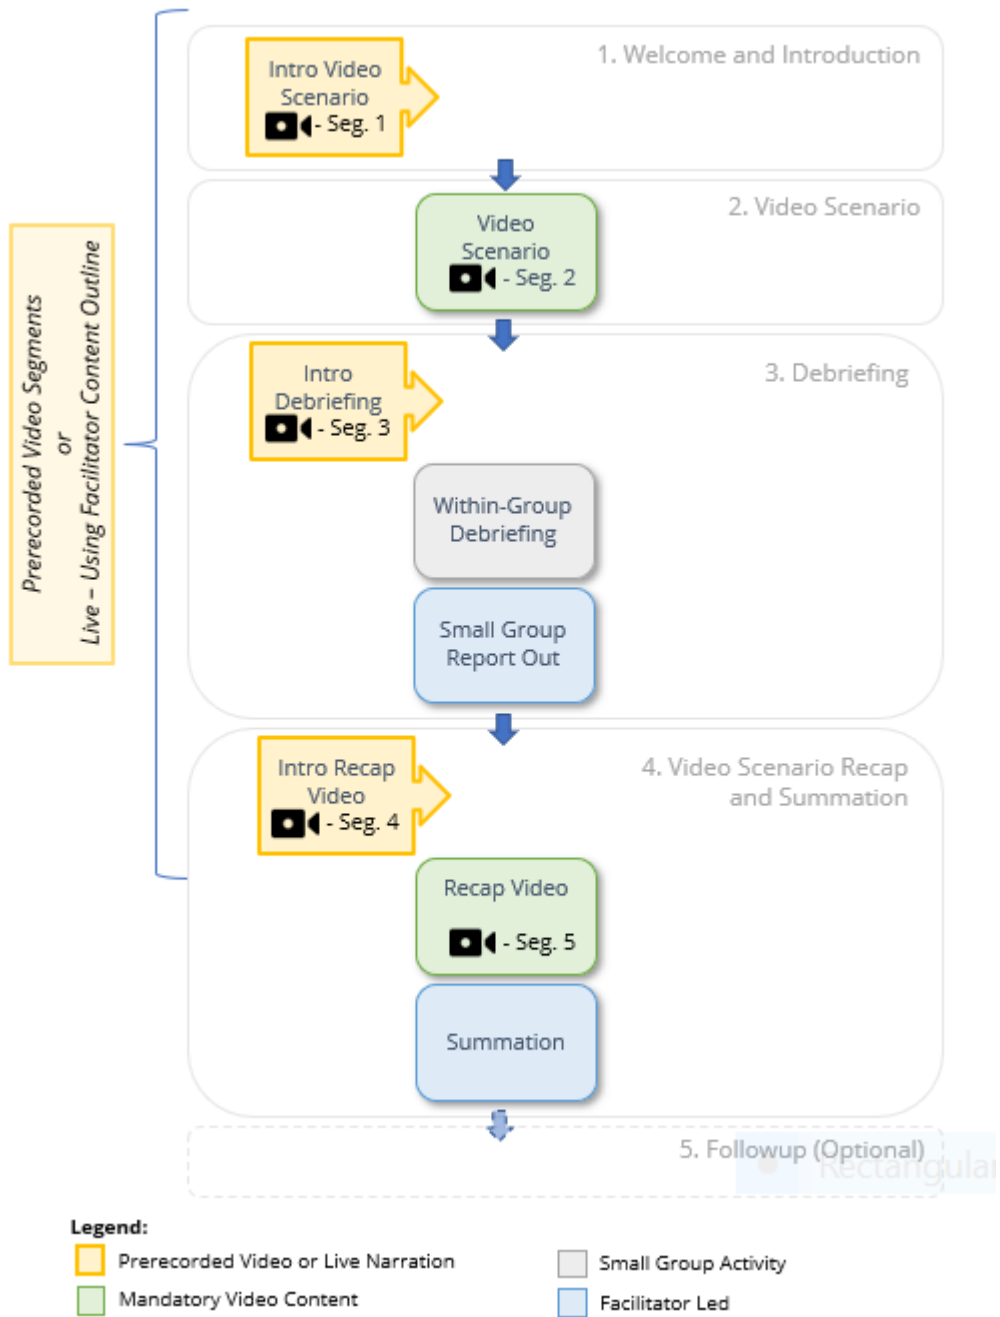 1. Welcome and Introduction
Intro Video
Scenario
- Seg. 1
2. Video Scenario
Video
Scenario
- Seg. 2
Prerecorded Video Segments
or
Live – Using Facilitator Content Outline
3. Debriefing
Intro
Debriefing
- Seg. 3
Within-Group
Debriefing
Small Group
Report Out
4. Video Scenario Recap
and Summation
Intro Recap
Video
- Seg. 4
Recap Video
- Seg. 5
Summation
5. Followup (Optional)
Rectangular
Legend:
Prerecorded Video or Live Narration
Mandatory Video Content
Small Group Activity
Facilitator Led